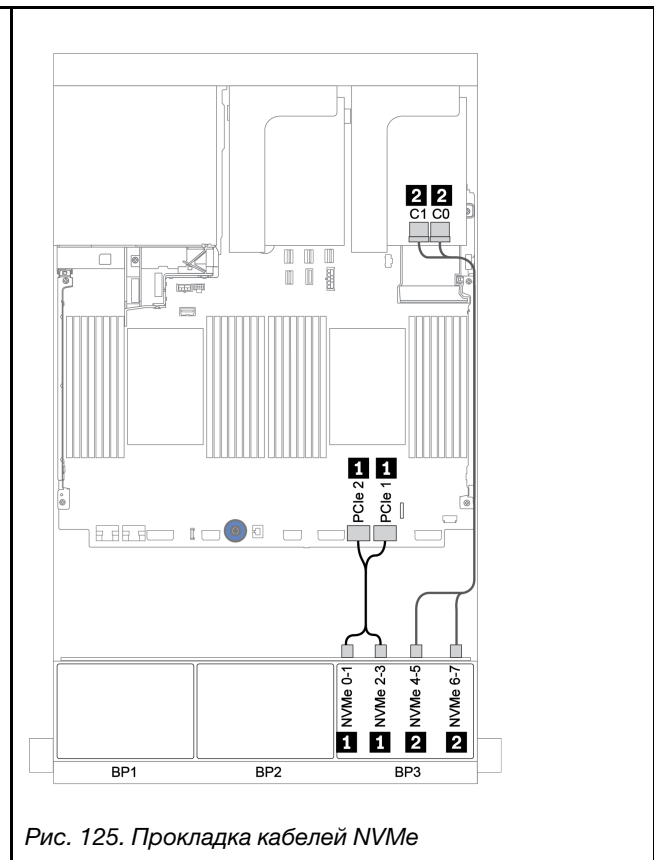 2 2
C1 C0
1 1
PCIe 2
PCIe 1
NVMe 0-1
NVMe 2-3
NVMe 4-5
NVMe 6-7
1 1 2 2
BP1 BP2 BP3
Рис. 125. Прокладка кабелей NVMe